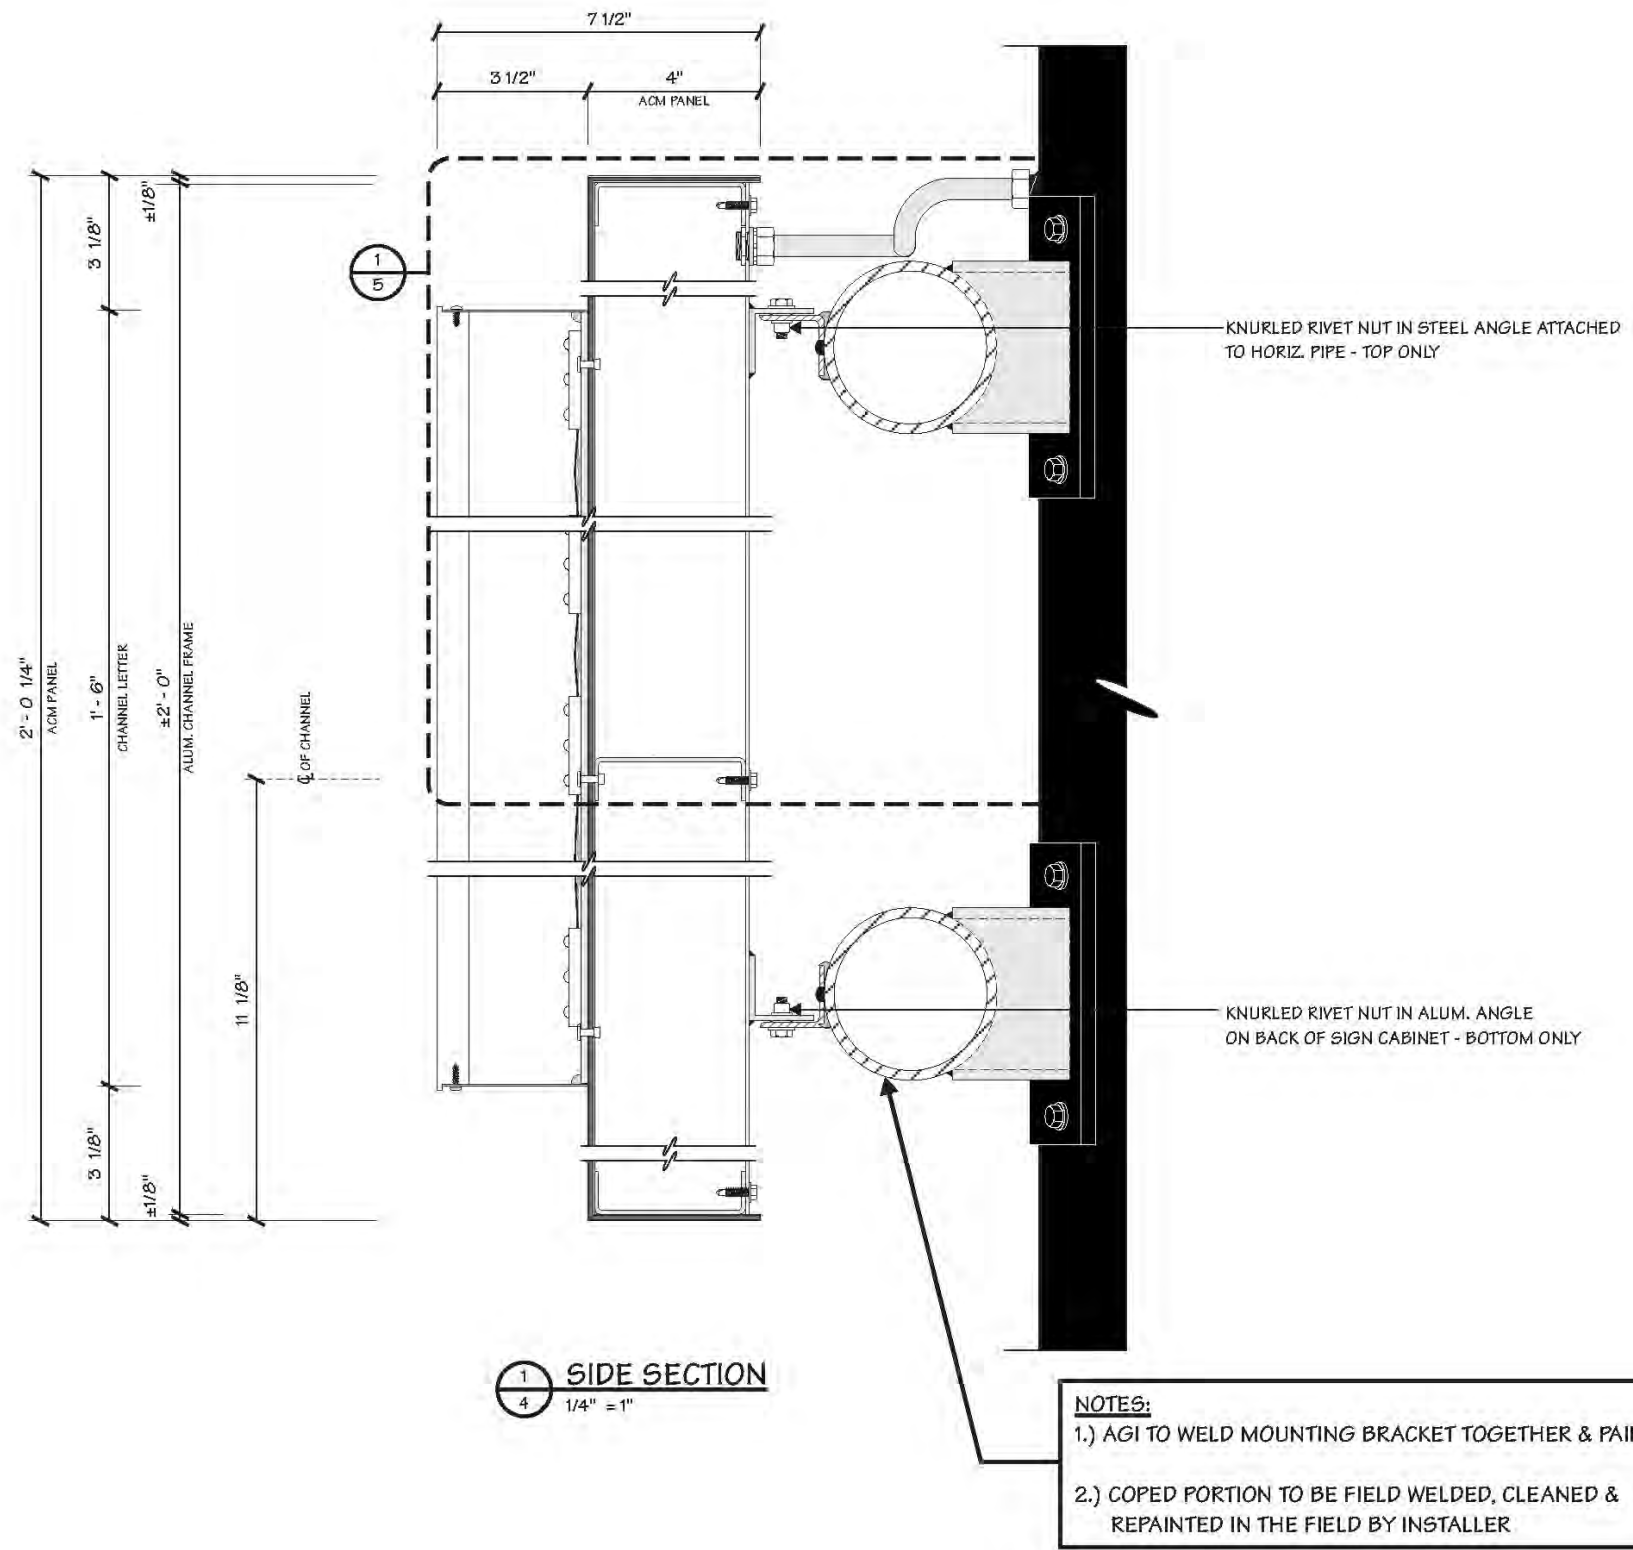 7 1/2"
3 1/2"
4"
ACM PANEL
±1/8"
3 1/8"
1
5
KNURLED RIVET NUT IN STEEL ANGLE ATTACHED
TO HORIZ. PIPE - TOP ONLY
2' - 0 1/4"
ACM PANEL
1' - 6"
CHANNEL LETTER
±2' - 0"
ALUM. CHANNEL FRAME
℄ OF CHANNEL
11 1/8"
KNURLED RIVET NUT IN ALUM. ANGLE
ON BACK OF SIGN CABINET - BOTTOM ONLY
3 1/8"
±1/8"
1
4
SIDE SECTION
1/4" = 1"
NOTES:
1.) AGI TO WELD MOUNTING BRACKET TOGETHER &
2.) COPED PORTION TO BE FIELD WELDED, CLEANED &
REPAINTED IN THE FIELD BY INSTALLER